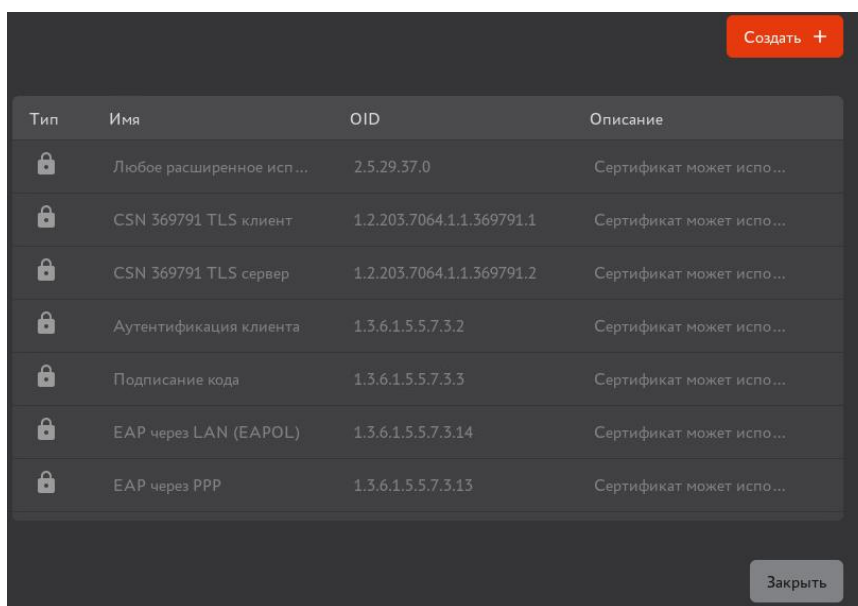 Создать +
Тип Имя OID Описание
Любое расширенное исп... 2.5.29.37.0 Сертификат может испо...
CSN 369791 TLS клиент 1.2.203.7064.1.1.369791.1 Сертификат может испо...
CSN 369791 TLS сервер 1.2.203.7064.1.1.369791.2 Сертификат может испо...
Аутентификация клиента 1.3.6.1.5.5.7.3.2 Сертификат может испо...
Подписание кода 1.3.6.1.5.5.7.3.3 Сертификат может испо...
EAP через LAN (EAPOL) 1.3.6.1.5.5.7.3.14 Сертификат может испо...
EAP через PPP 1.3.6.1.5.5.7.3.13 Сертификат может испо...
Закрыть